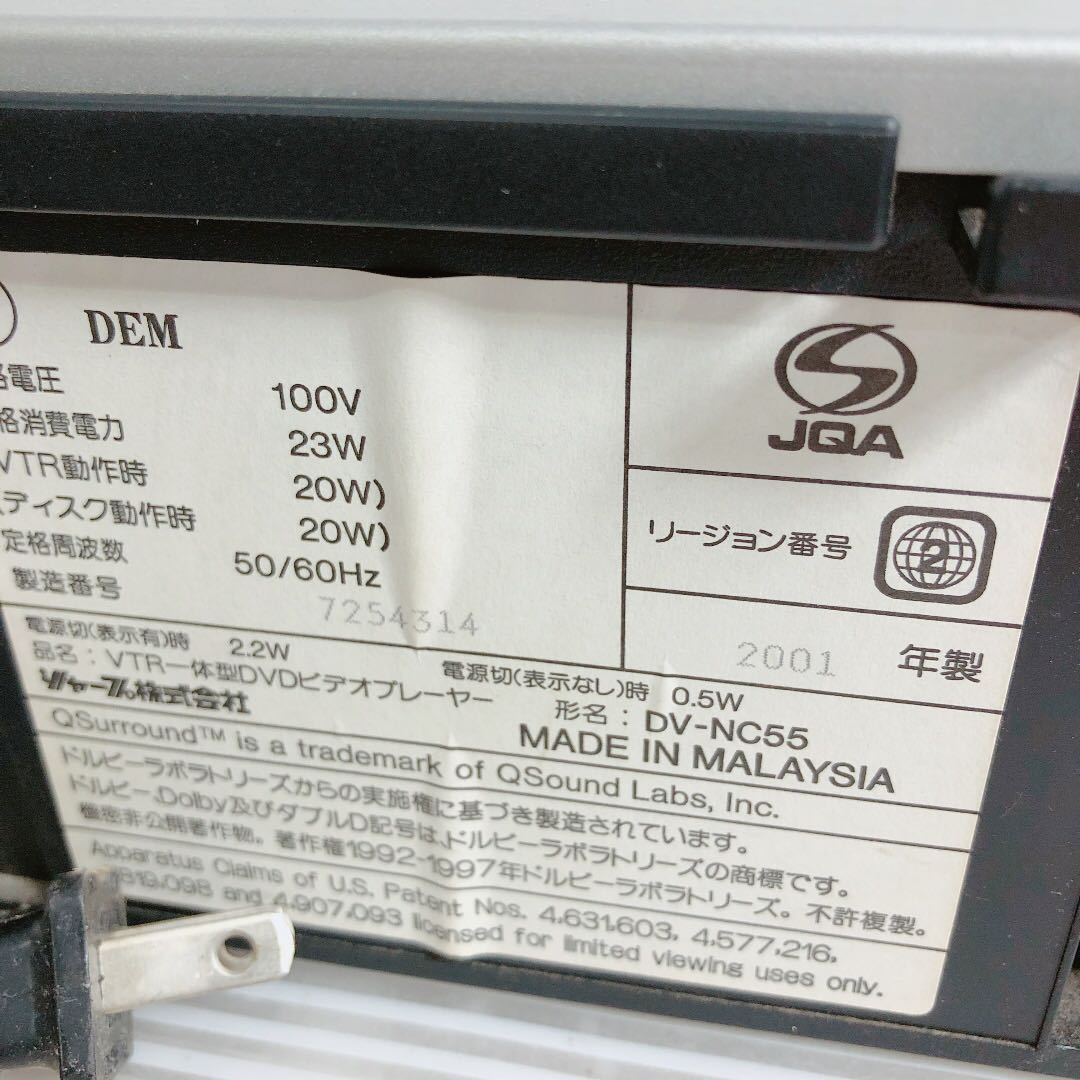 DEM
格電圧 100V
格消費電力 23W
VTR動作時 20W)
ディスク動作時 20W)
定格周波数 50/60Hz
製造番号 7254314
JQA
リージョン番号 2
2001 年製
電源切(表示有)時 2.2W 電源切(表示なし)時 0.5W
品名：VTR一体型DVDビデオプレーヤー 形名：DV-NC55
シャープ株式会社 MADE IN MALAYSIA
QSurround™ is a trademark of QSound Labs, Inc.
ドルビーラボラトリーズからの実施権に基づき製造されています。
ドルビー、Dolby及びダブルD記号は、ドルビーラボラトリーズの商標です。
機密非公開著作物。著作権1992-1997年ドルビーラボラトリーズ。不許複製。
Apparatus Claims of U.S. Patent Nos. 4,631,603, 4,577,216,
4,819,098 and 4,907,093 licensed for limited viewing uses only.